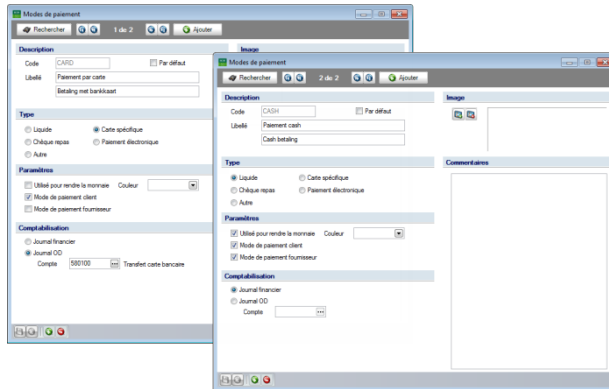 Modes de paiement
Rechercher 1 de 2 Ajouter
Description Image
Code CARD Par défaut
Libellé Paiement par carte
Betaling met bankkaart
Type
Liquide Carte spécifique
Chèque repas Paiement électronique
Autre
Paramètres
Utilisé pour rendre la monnaie Couleur
Mode de paiement client
Mode de paiement fournisseur
Comptabilisation
Journal financier
Journal OD
Compte 580100 ... Transfert carte bancaire
Modes de paiement
Rechercher 2 de 2 Ajouter
Description Image
Code CASH Par défaut
Libellé Paiement cash
Cash betaling
Type Commentaires
Liquide Carte spécifique
Chèque repas Paiement électronique
Autre
Paramètres
Utilisé pour rendre la monnaie Couleur
Mode de paiement client
Mode de paiement fournisseur
Comptabilisation
Journal financier
Journal OD
Compte ...